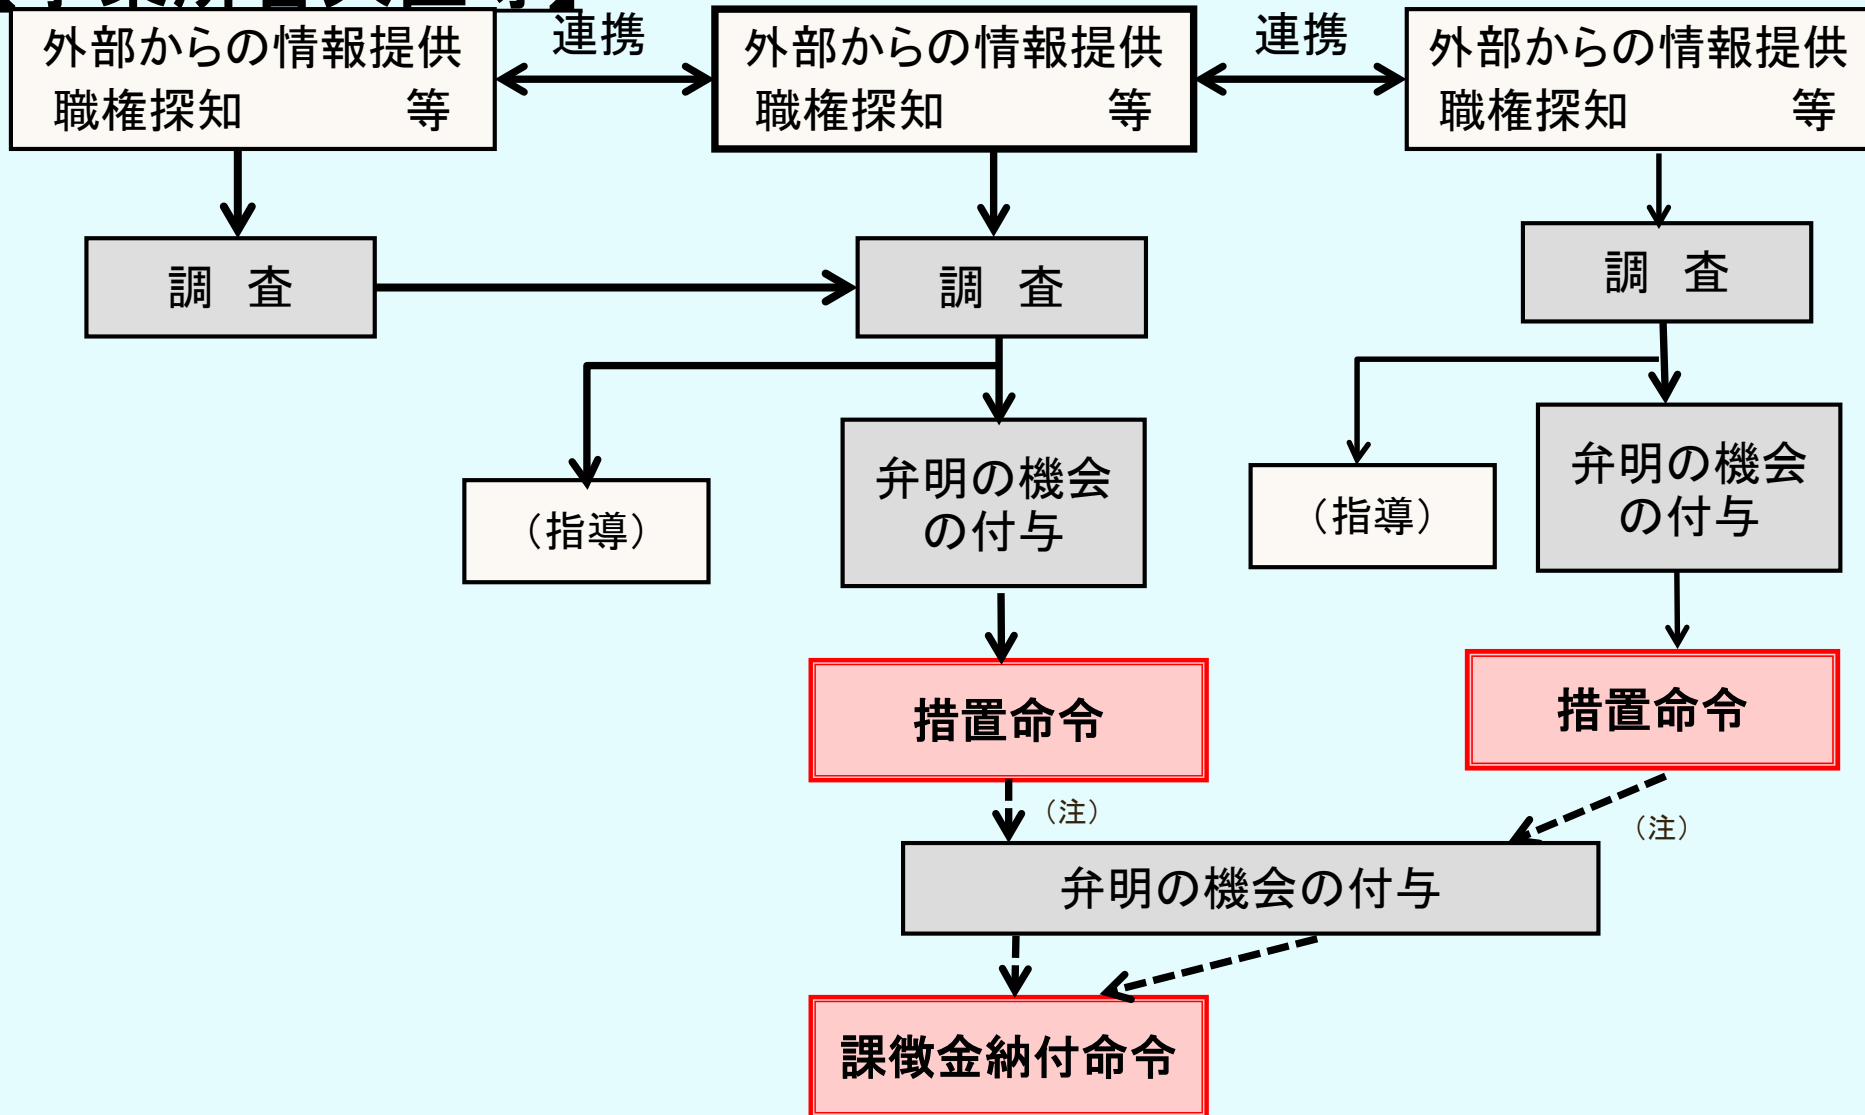 外部からの情報提供
職権探知 等
連携
外部からの情報提供
職権探知 等
連携
外部からの情報提供
職権探知 等
調 査
調 査
調 査
（指導）
弁明の機会
の付与
（指導）
弁明の機会
の付与
措置命令
措置命令
（注）
（注）
弁明の機会の付与
課徴金納付命令